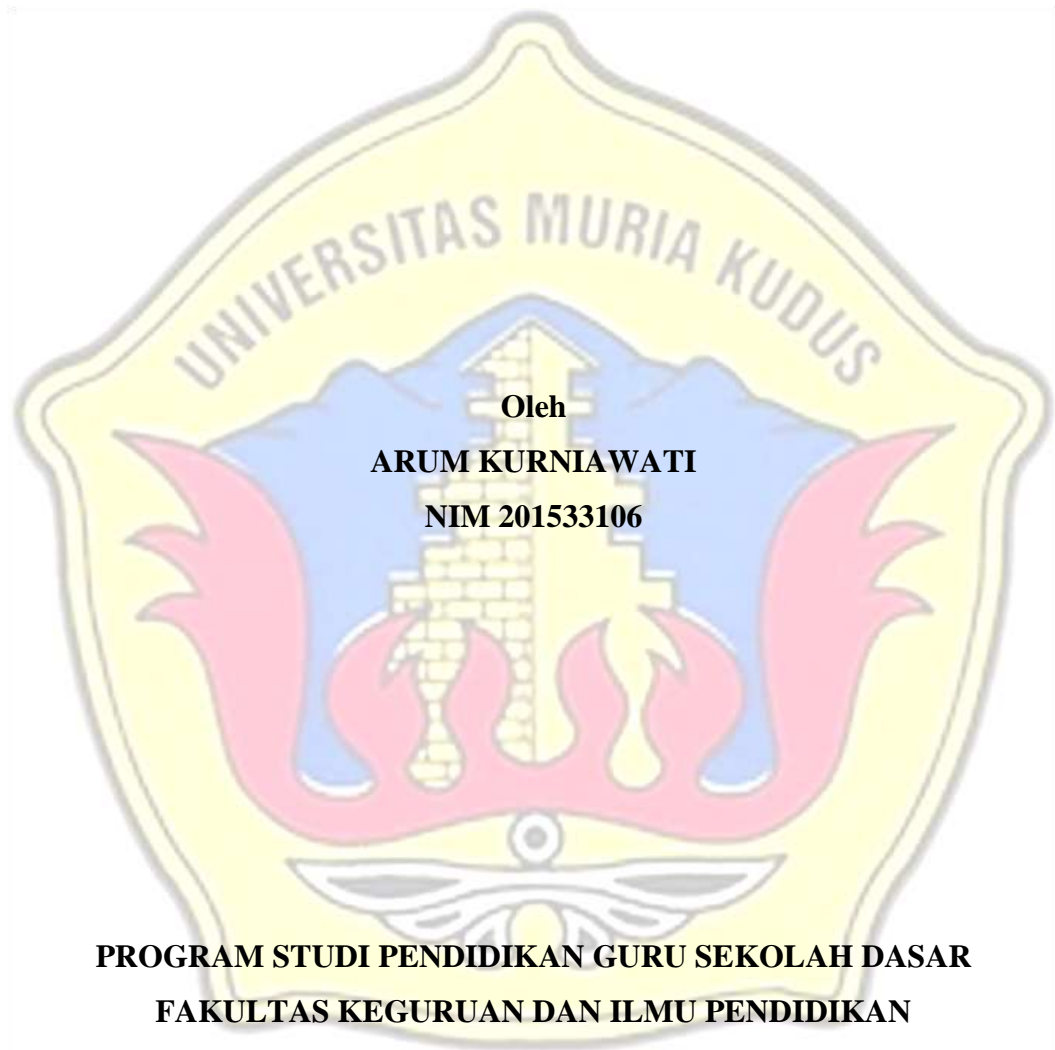 UNIVERSITAS MURIA KUDUS
Oleh
ARUM KURNIAWATI
NIM 201533106
PROGRAM STUDI PENDIDIKAN GURU SEKOLAH DASAR
FAKULTAS KEGURUAN DAN ILMU PENDIDIKAN